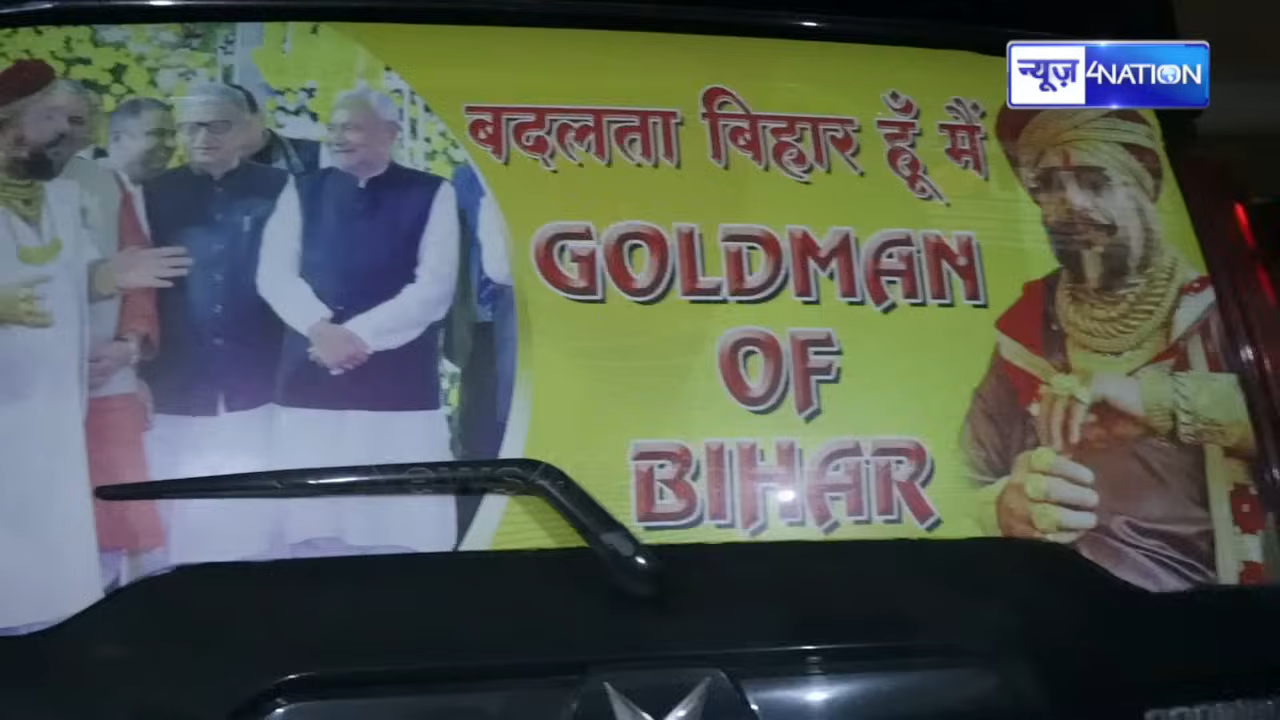 न्यूज़ 4NATION
बदलता बिहार हूँ मैं
GOLDMAN
OF
BIHAR